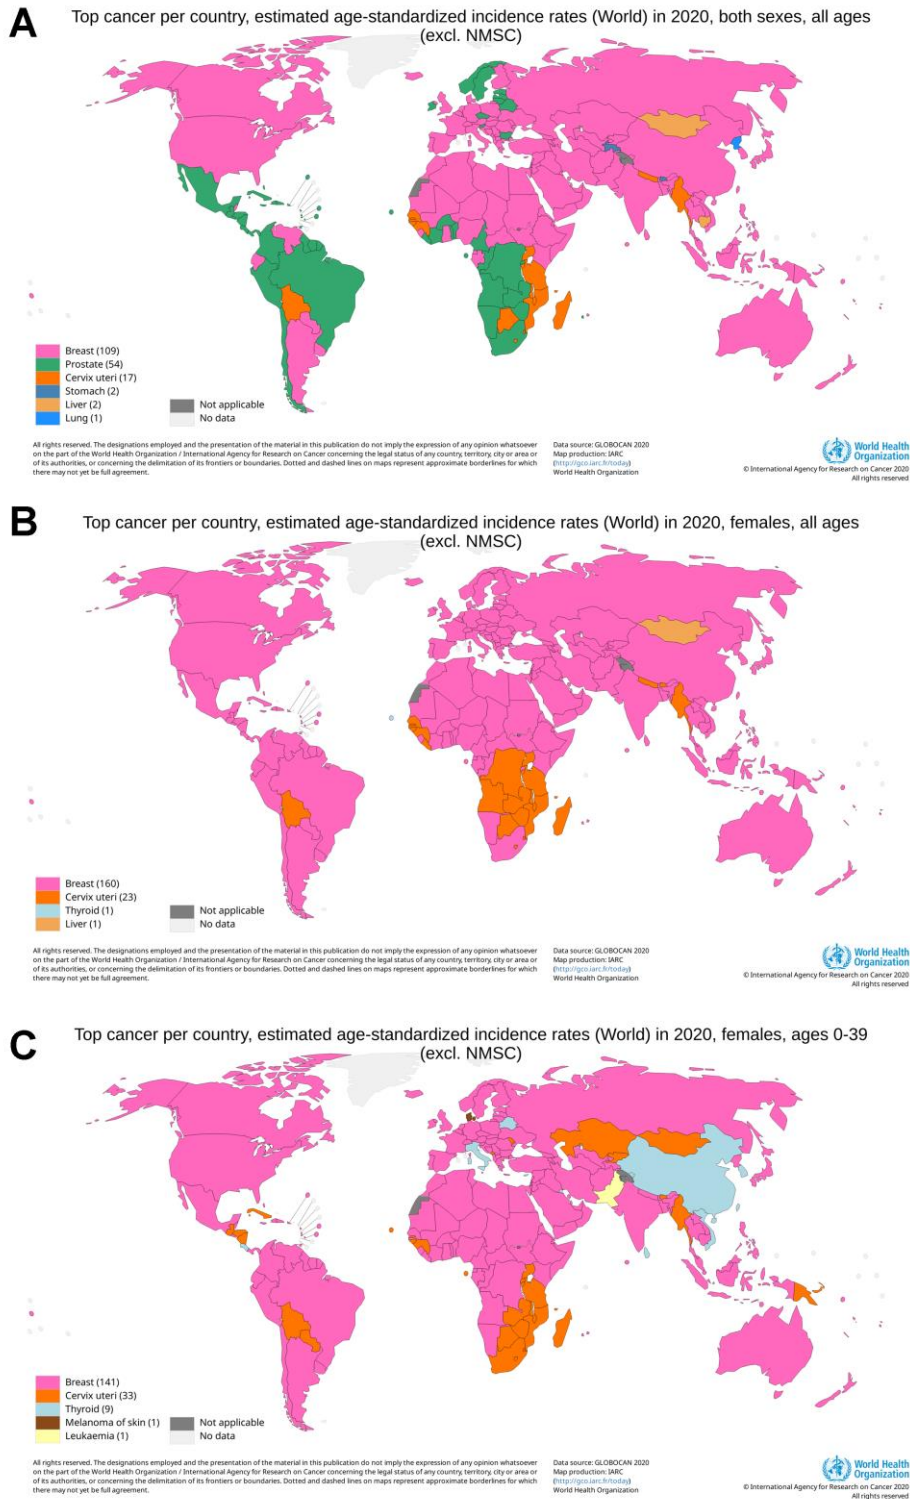 A
Top cancer per country, estimated age-standardized incidence rates (World) in 2020, both sexes, all ages
(excl. NMSC)
Breast (109)
Prostate (54)
Cervix uteri (17)
Stomach (2)
Liver (2)
Lung (1)
Not applicable
No data
All rights reserved. The designations employed and the presentation of the material in this publication do not imply the expression of any opinion whatsoever
on the part of the World Health Organization / International Agency for Research on Cancer concerning the legal status of any country, territory, city or area or
of its authorities, or concerning the delimitation of its frontiers or boundaries. Dotted and dashed lines on maps represent approximate borderlines for which
there may not yet be full agreement.
Data source: GLOBOCAN 2020
Map production: IARC
(http://gco.iarc.fr/today)
World Health Organization
World Health
Organization
© International Agency for Research on Cancer 2020
All rights reserved
B
Top cancer per country, estimated age-standardized incidence rates (World) in 2020, females, all ages
(excl. NMSC)
Breast (160)
Cervix uteri (23)
Thyroid (1)
Liver (1)
Not applicable
No data
All rights reserved. The designations employed and the presentation of the material in this publication do not imply the expression of any opinion whatsoever
on the part of the World Health Organization / International Agency for Research on Cancer concerning the legal status of any country, territory, city or area or
of its authorities, or concerning the delimitation of its frontiers or boundaries. Dotted and dashed lines on maps represent approximate borderlines for which
there may not yet be full agreement.
Data source: GLOBOCAN 2020
Map production: IARC
(http://gco.iarc.fr/today)
World Health Organization
World Health
Organization
© International Agency for Research on Cancer 2020
All rights reserved
C
Top cancer per country, estimated age-standardized incidence rates (World) in 2020, females, ages 0-39
(excl. NMSC)
Breast (141)
Cervix uteri (33)
Thyroid (9)
Melanoma of skin (1)
Leukaemia (1)
Not applicable
No data
All rights reserved. The designations employed and the presentation of the material in this publication do not imply the expression of any opinion whatsoever
on the part of the World Health Organization / International Agency for Research on Cancer concerning the legal status of any country, territory, city or area or
of its authorities, or concerning the delimitation of its frontiers or boundaries. Dotted and dashed lines on maps represent approximate borderlines for which
there may not yet be full agreement.
Data source: GLOBOCAN 2020
Map production: IARC
(http://gco.iarc.fr/today)
World Health Organization
World Health
Organization
© International Agency for Research on Cancer 2020
All rights reserved